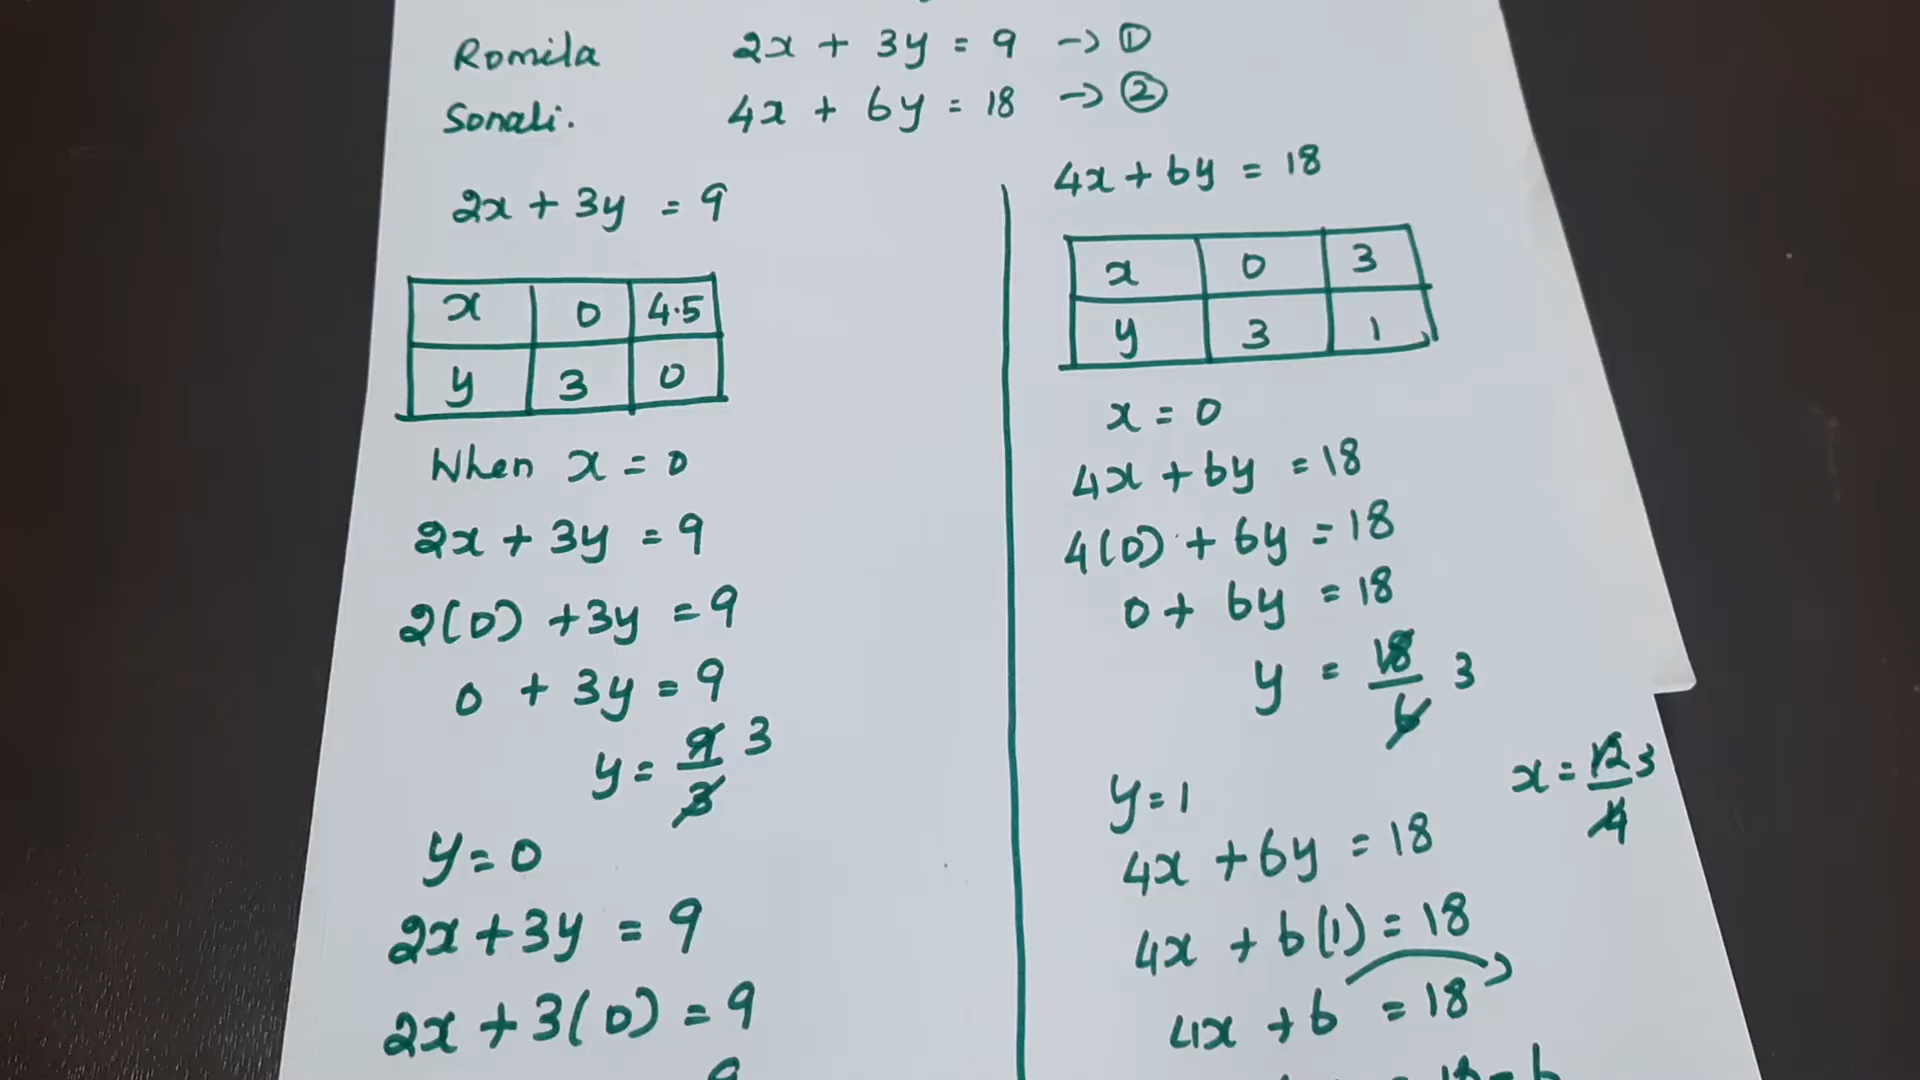 Romila 2x + 3y = 9 → ①
Sonali. 4x + 6y = 18 → ②
2x + 3y = 9
x 0 4.5
y 3 0
When x = 0
2x + 3y = 9
2(0) + 3y = 9
0 + 3y = 9
y = 9/3 3
y = 0
2x + 3y = 9
2x + 3(0) = 9
4x + 6y = 18
x 0 3
y 3 1
x = 0
4x + 6y = 18
4(0) + 6y = 18
0 + 6y = 18
y = 18/6 3
y = 1
4x + 6y = 18
4x + 6(1) = 18
4x + 6 = 18
x = 12/4 3